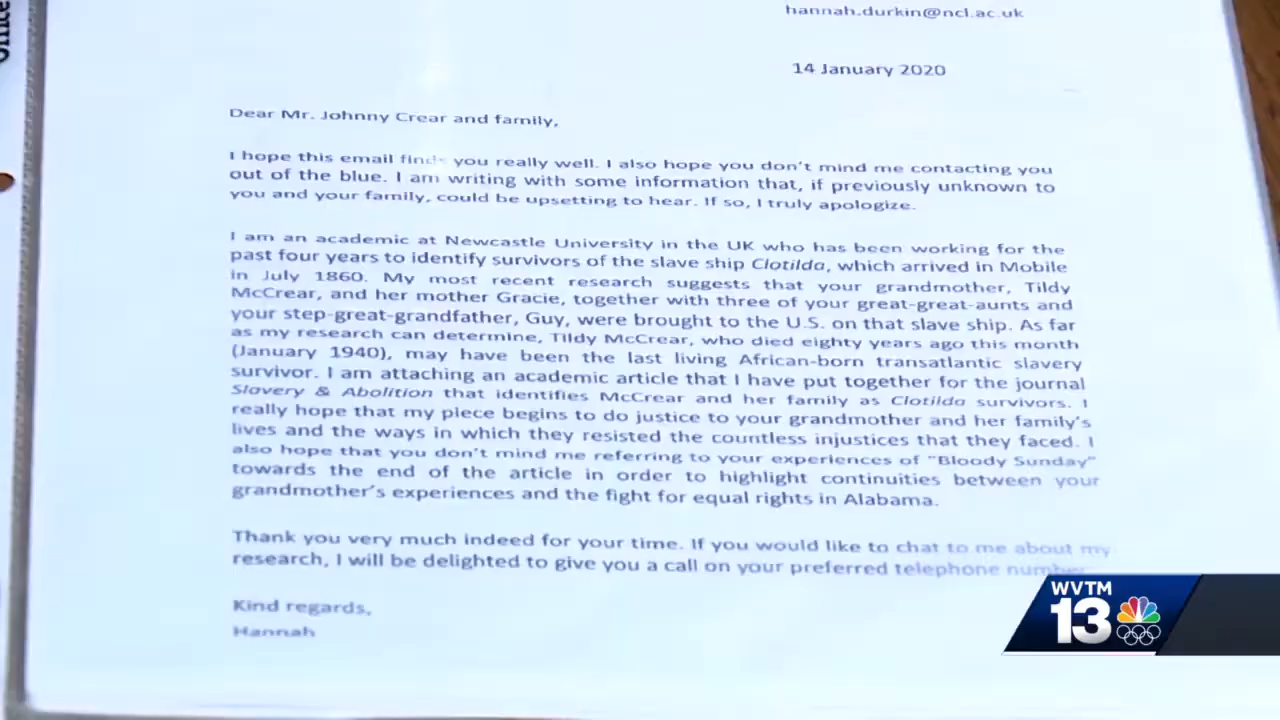 Office
hannah.durkin@ncl.ac.uk
14 January 2020
Dear Mr. Johnny Crear and family,
I hope this email finds you really well. I also hope you don't mind me contacting you
out of the blue. I am writing with some information that, if previously unknown to
you and your family, could be upsetting to hear. If so, I truly apologize.
I am an academic at Newcastle University in the UK who has been working for the
past four years to identify survivors of the slave ship Clotilda, which arrived in Mobile
in July 1860. My most recent research suggests that your grandmother, Tildy
McCrear, and her mother Gracie, together with three of your great-great-aunts and
your step-great-grandfather, Guy, were brought to the U.S. on that slave ship. As far
as my research can determine, Tildy McCrear, who died eighty years ago this month
(January 1940), may have been the last living African-born transatlantic slavery
survivor. I am attaching an academic article that I have put together for the journal
Slavery & Abolition that identifies McCrear and her family as Clotilda survivors. I
really hope that my piece begins to do justice to your grandmother and her family's
lives and the ways in which they resisted the countless injustices that they faced. I
also hope that you don't mind me referring to your experiences of "Bloody Sunday"
towards the end of the article in order to highlight continuities between your
grandmother's experiences and the fight for equal rights in Alabama.
Thank you very much indeed for your time. If you would like to chat to me about my
research, I will be delighted to give you a call on your preferred telephone number
Kind regards,
Hannah
WVTM
13